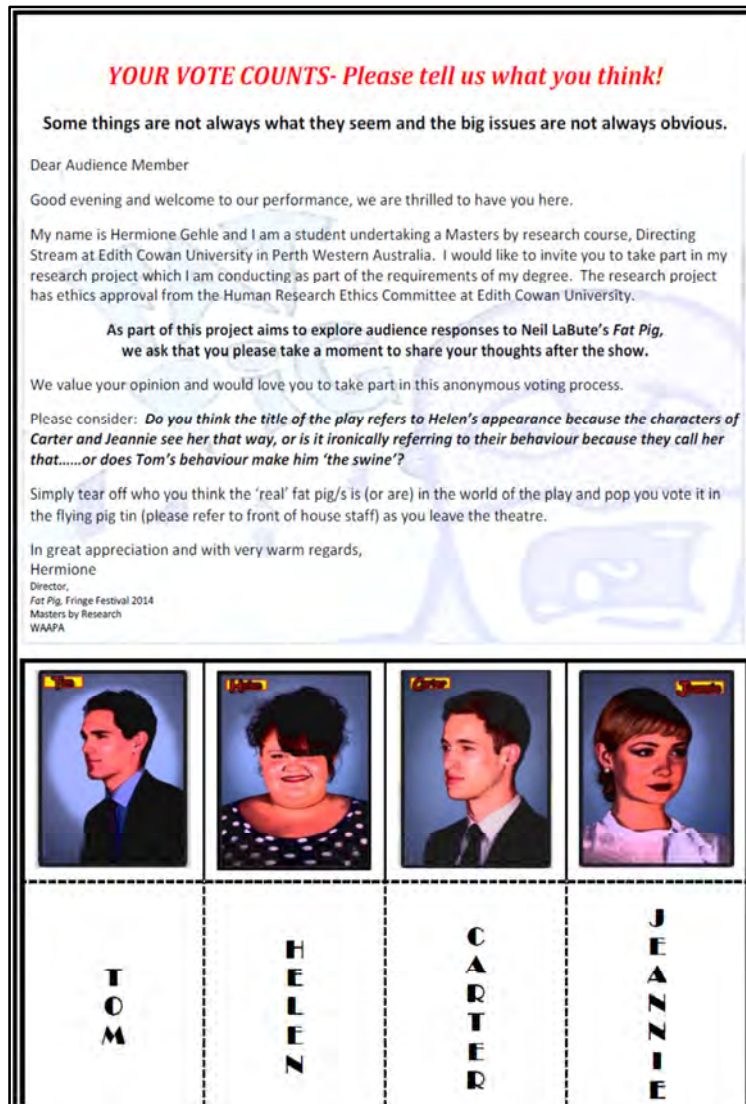 YOUR VOTE COUNTS- Please tell us what you think!
Some things are not always what they seem and the big issues are not always obvious.
Dear Audience Member
Good evening and welcome to our performance, we are thrilled to have you here.
My name is Hermione Gehle and I am a student undertaking a Masters by research course, Directing
Stream at Edith Cowan University in Perth Western Australia.  I would like to invite you to take part in my
research project which I am conducting as part of the requirements of my degree.  The research project
has ethics approval from the Human Research Ethics Committee at Edith Cowan University.
As part of this project aims to explore audience responses to Neil LaBute's Fat Pig,
we ask that you please take a moment to share your thoughts after the show.
We value your opinion and would love you to take part in this anonymous voting process.
Please consider:  Do you think the title of the play refers to Helen's appearance because the characters of
Carter and Jeannie see her that way, or is it ironically referring to their behaviour because they call her
that......or does Tom's behaviour make him 'the swine'?
Simply tear off who you think the 'real' fat pig/s is (or are) in the world of the play and pop you vote it in
the flying pig tin (please refer to front of house staff) as you leave the theatre.
In great appreciation and with very warm regards,
Hermione
Director,
Fat Pig, Fringe Festival 2014
Masters by Research
WAAPA
Tom
Helen
Carter
Jeannie
TOM
HELEN
CARTER
JEANNIE